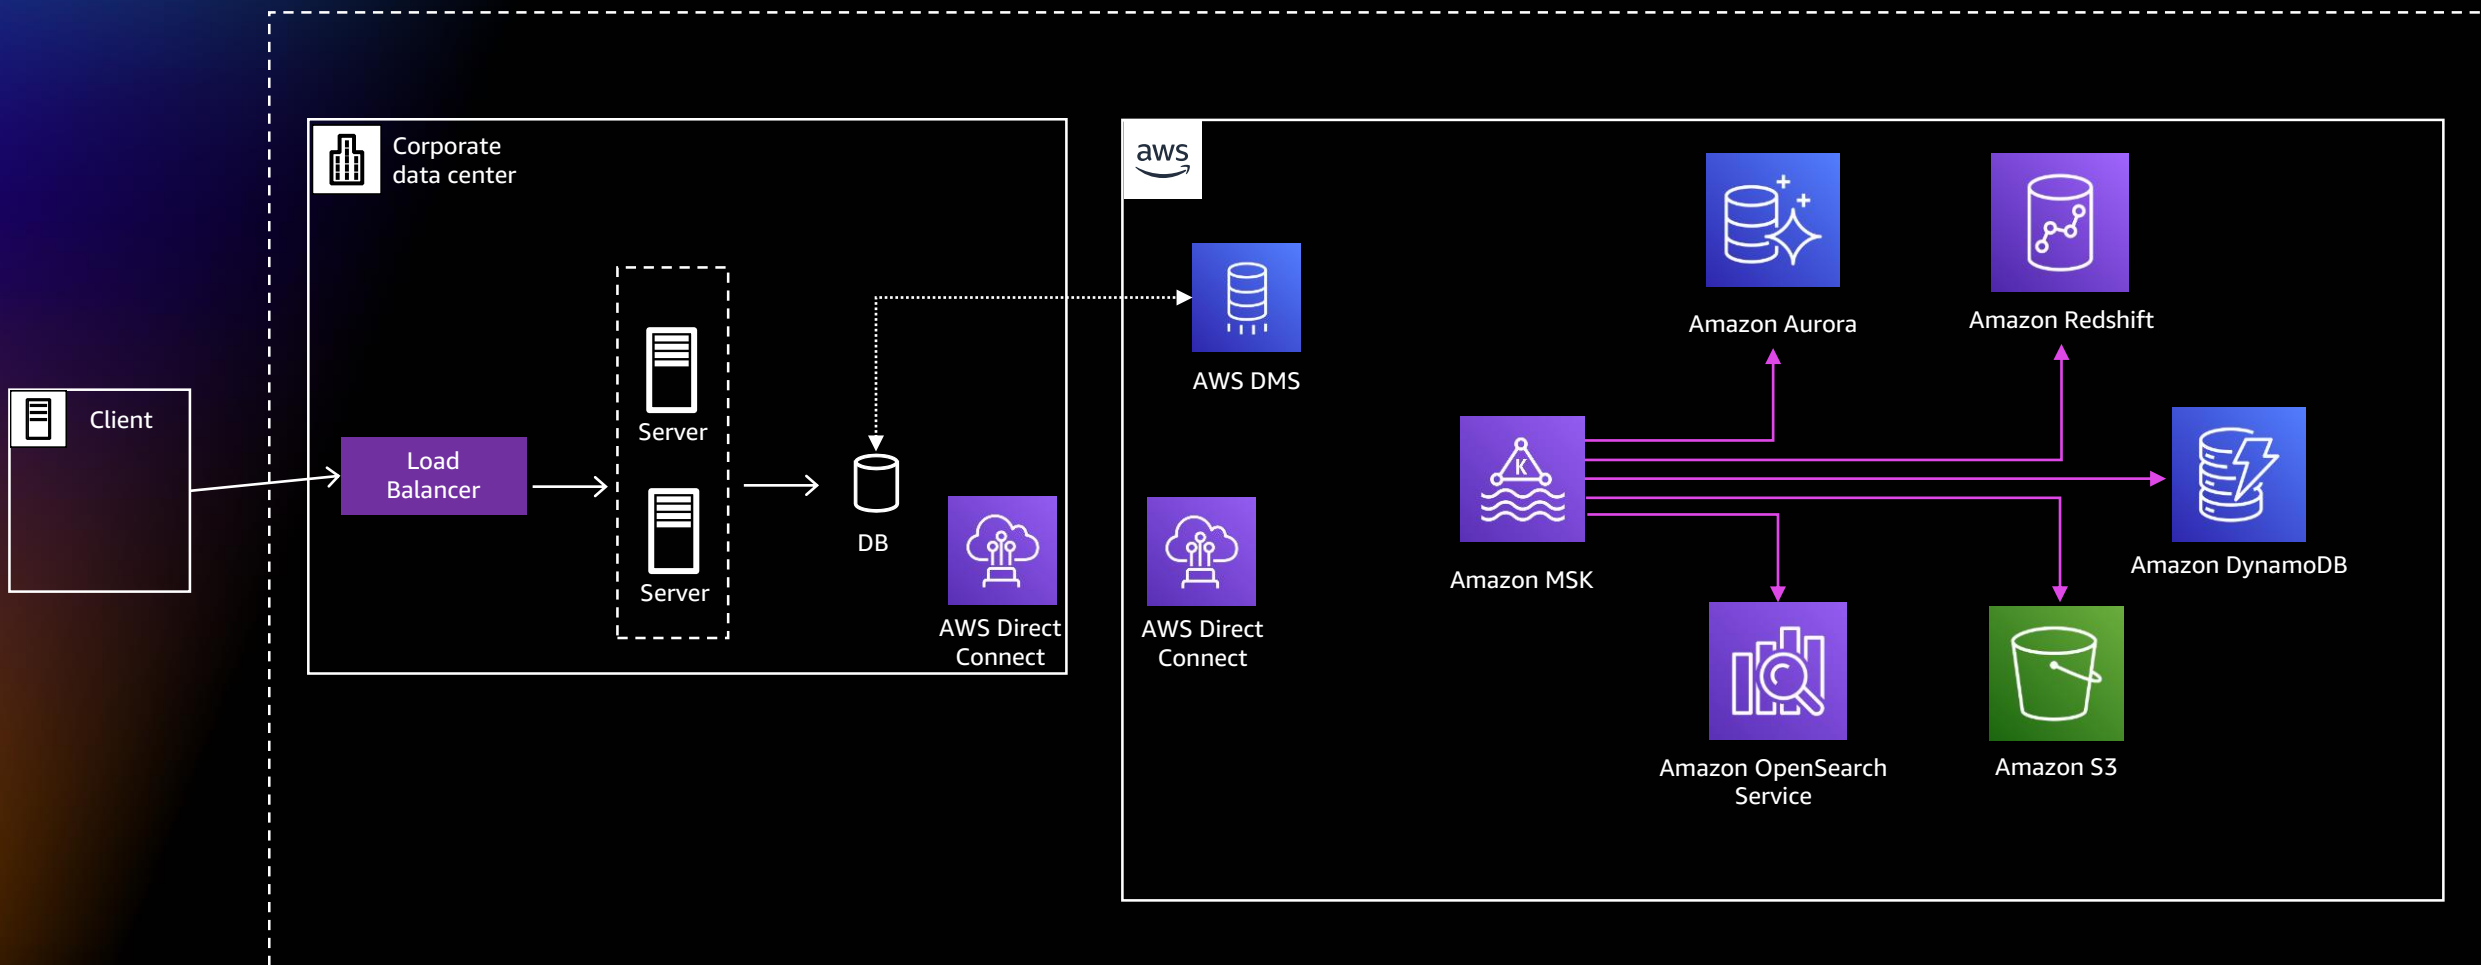 Corporate
data center
aws
Client
Load
Balancer
Server
Server
DB
AWS Direct
Connect
AWS DMS
AWS Direct
Connect
K
Amazon MSK
Amazon Aurora
Amazon Redshift
Amazon DynamoDB
Amazon OpenSearch
Service
Amazon S3